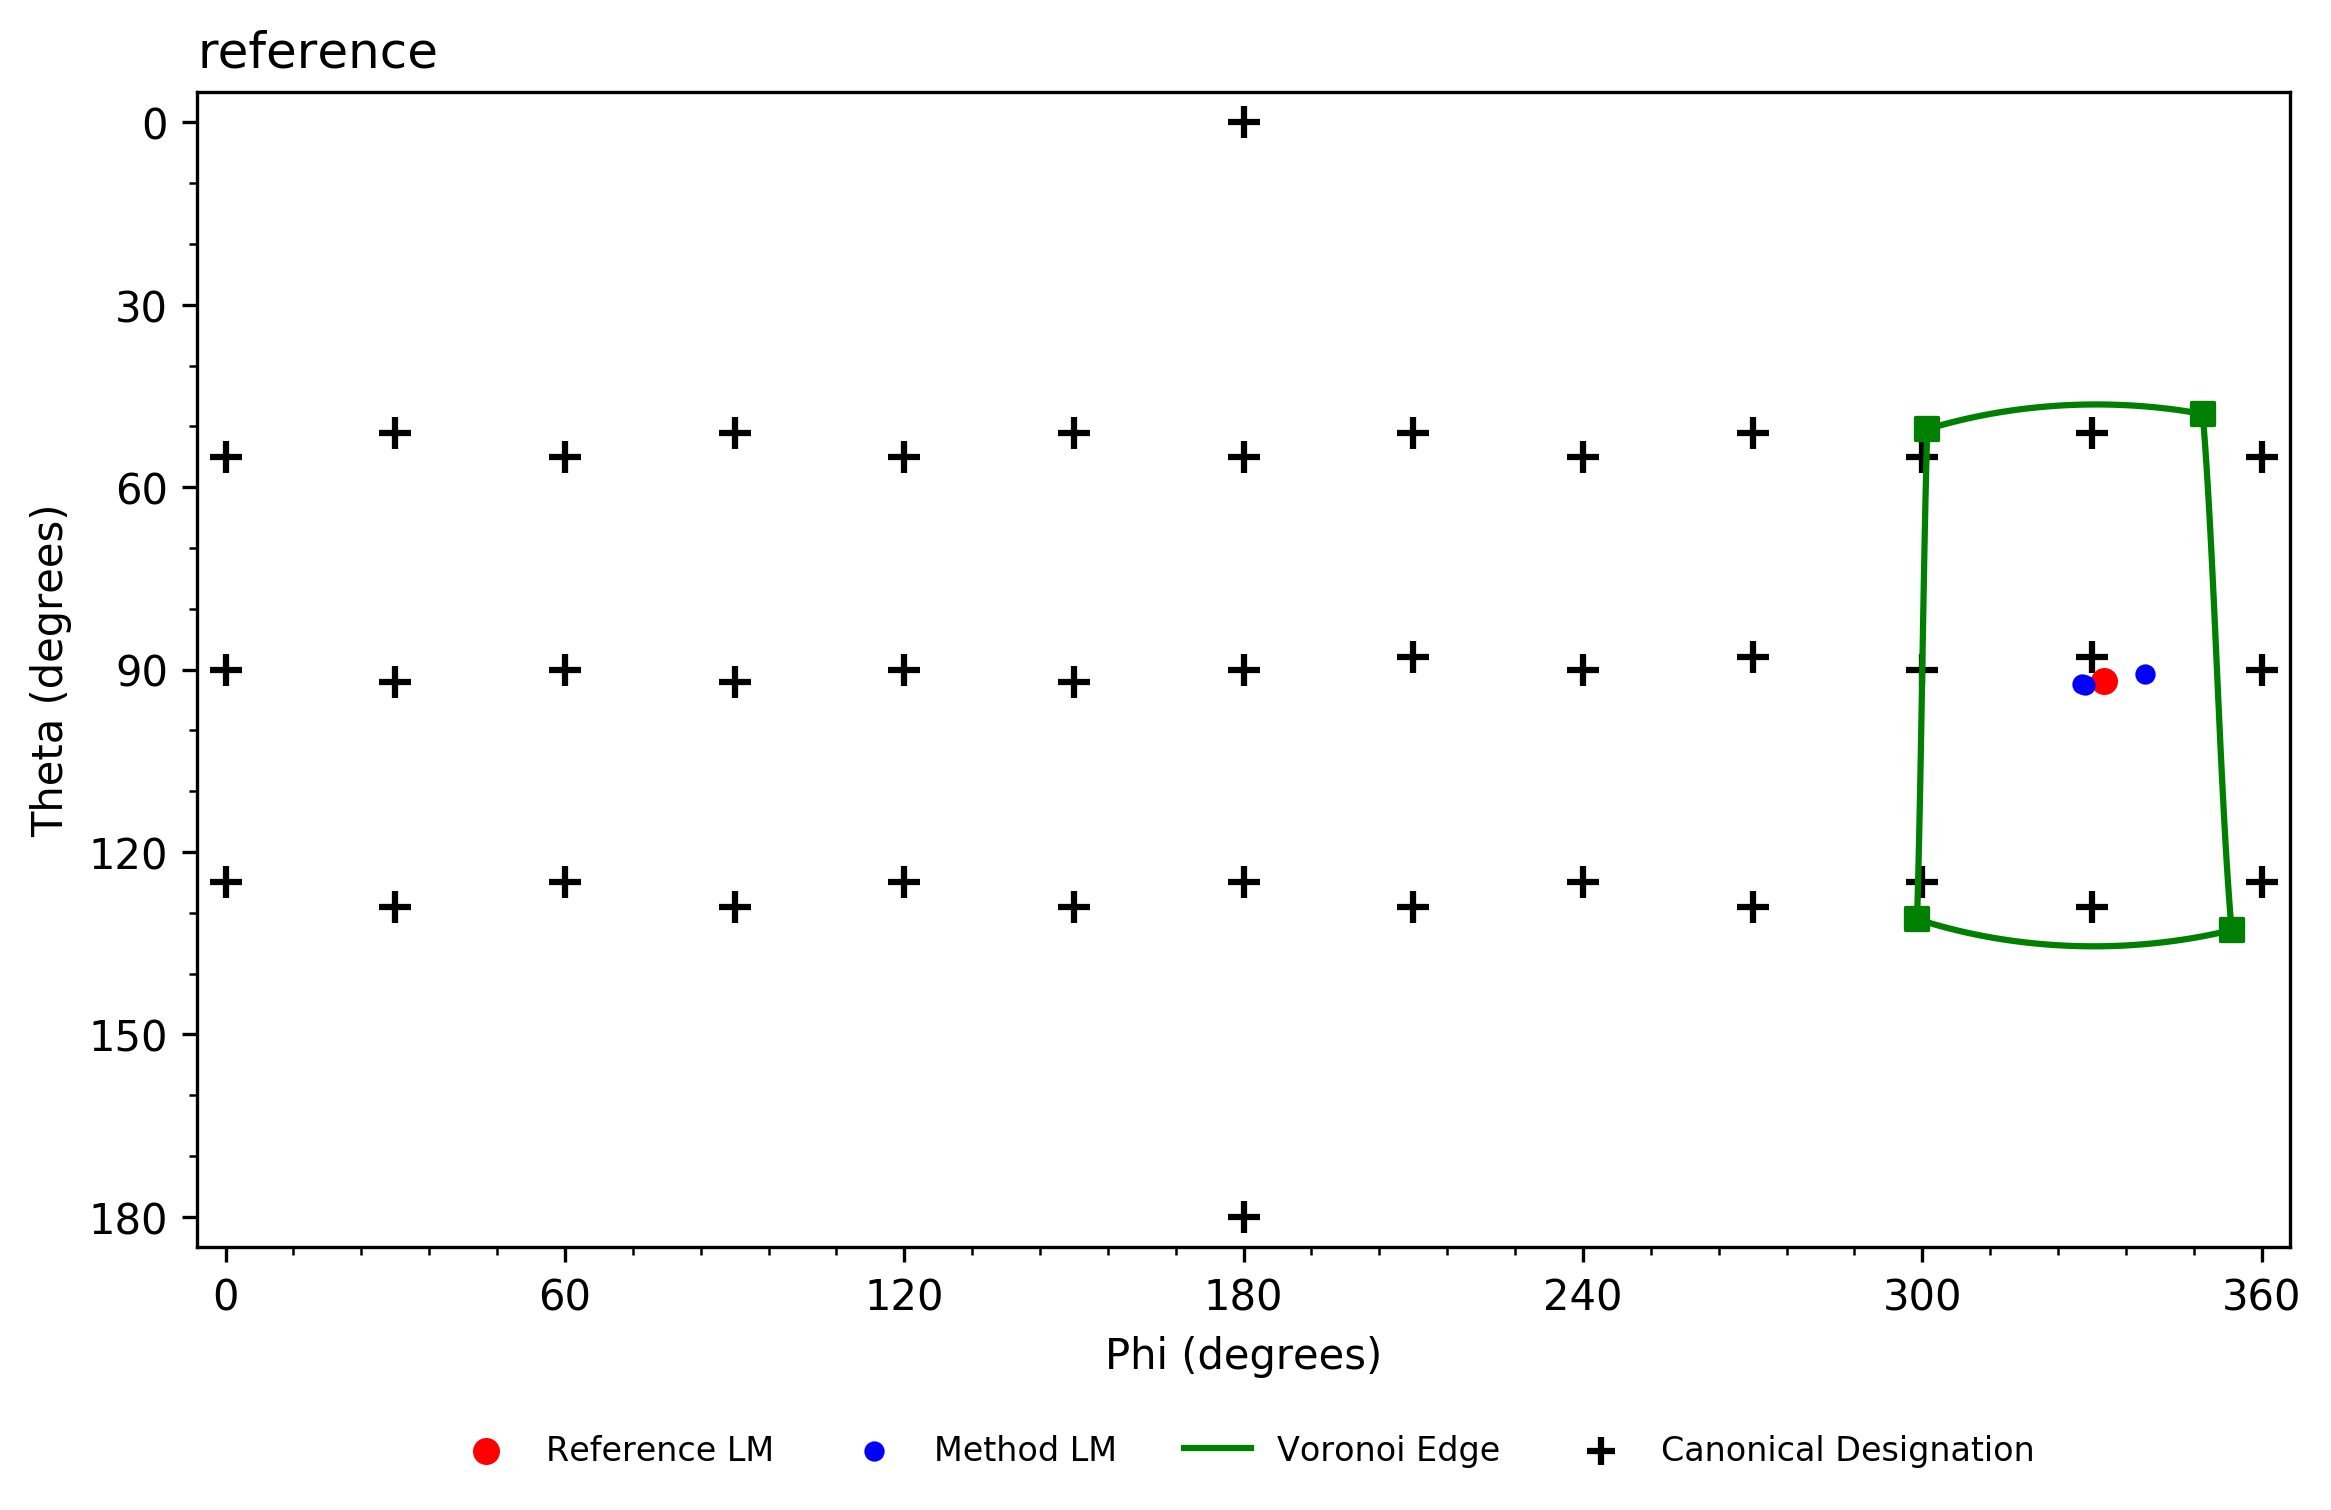 reference
0
30
60
90
120
150
180
Theta (degrees)
0 60 120 180 240 300 360
Phi (degrees)
Reference LM Method LM Voronoi Edge Canonical Designation